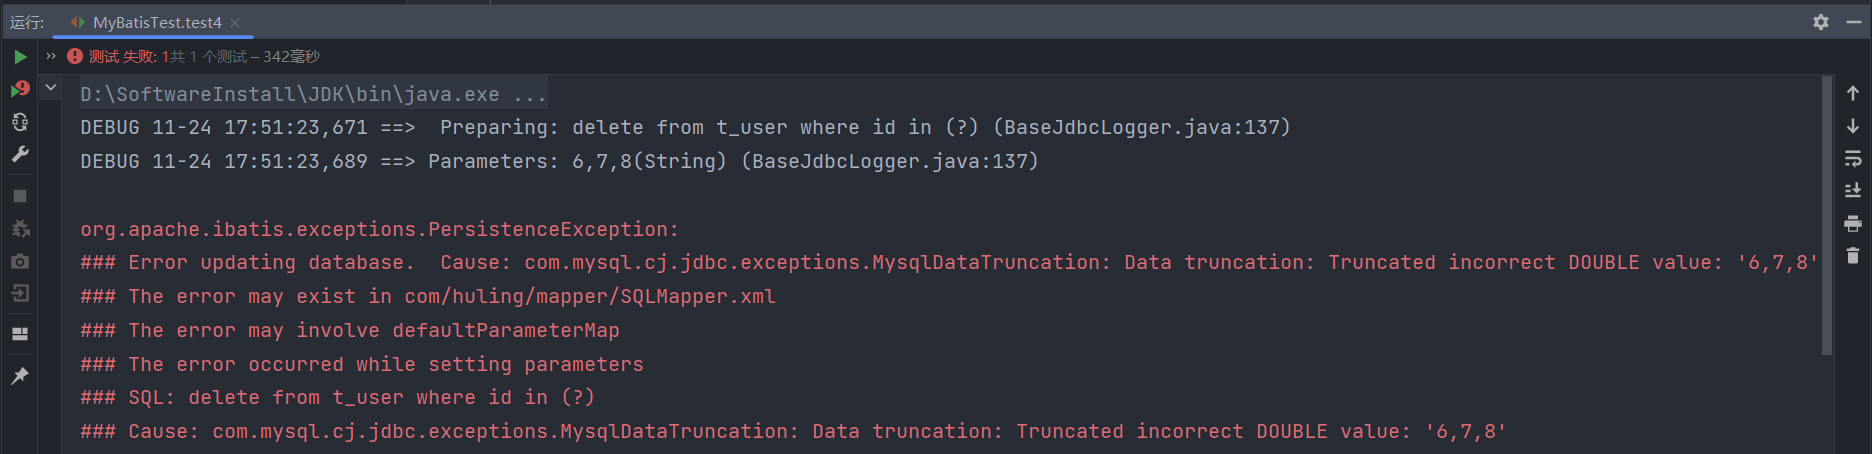 运行: MyBatisTest.test4
测试 失败: 1共 1 个测试 – 342毫秒
D:\SoftwareInstall\JDK\bin\java.exe ...
DEBUG 11-24 17:51:23,671 ==>  Preparing: delete from t_user where id in (?) (BaseJdbcLogger.java:137)
DEBUG 11-24 17:51:23,689 ==> Parameters: 6,7,8(String) (BaseJdbcLogger.java:137)
org.apache.ibatis.exceptions.PersistenceException:
### Error updating database.  Cause: com.mysql.cj.jdbc.exceptions.MysqlDataTruncation: Data truncation: Truncated incorrect DOUBLE value: '6,7,8'
### The error may exist in com/huling/mapper/SQLMapper.xml
### The error may involve defaultParameterMap
### The error occurred while setting parameters
### SQL: delete from t_user where id in (?)
### Cause: com.mysql.cj.jdbc.exceptions.MysqlDataTruncation: Data truncation: Truncated incorrect DOUBLE value: '6,7,8'